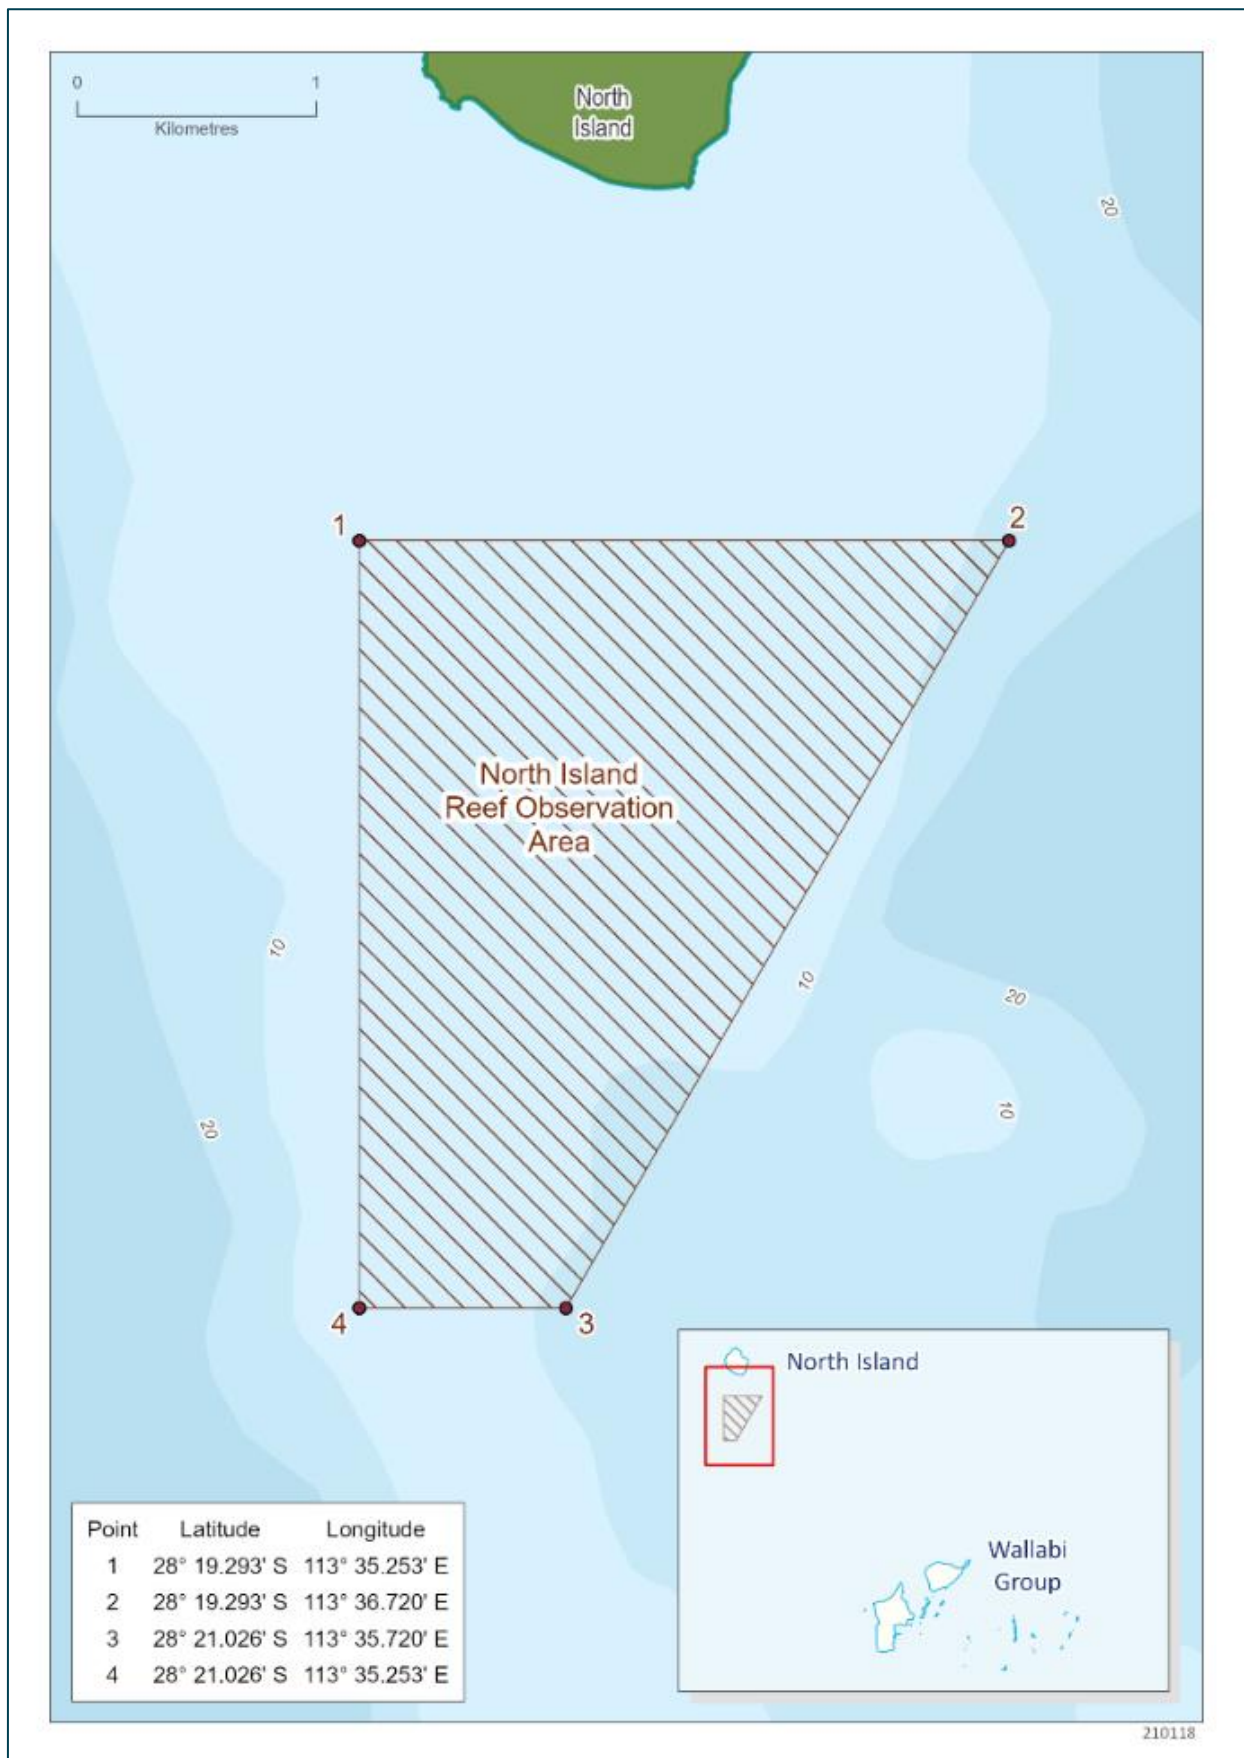 0 1
Kilometres
North
Island
20
1
2
North Island
Reef Observation
Area
10
10
20
10
20
4
3
North Island
Wallabi
Group
Point Latitude Longitude
1 28° 19.293' S 113° 35.253' E
2 28° 19.293' S 113° 36.720' E
3 28° 21.026' S 113° 35.720' E
4 28° 21.026' S 113° 35.253' E
210118